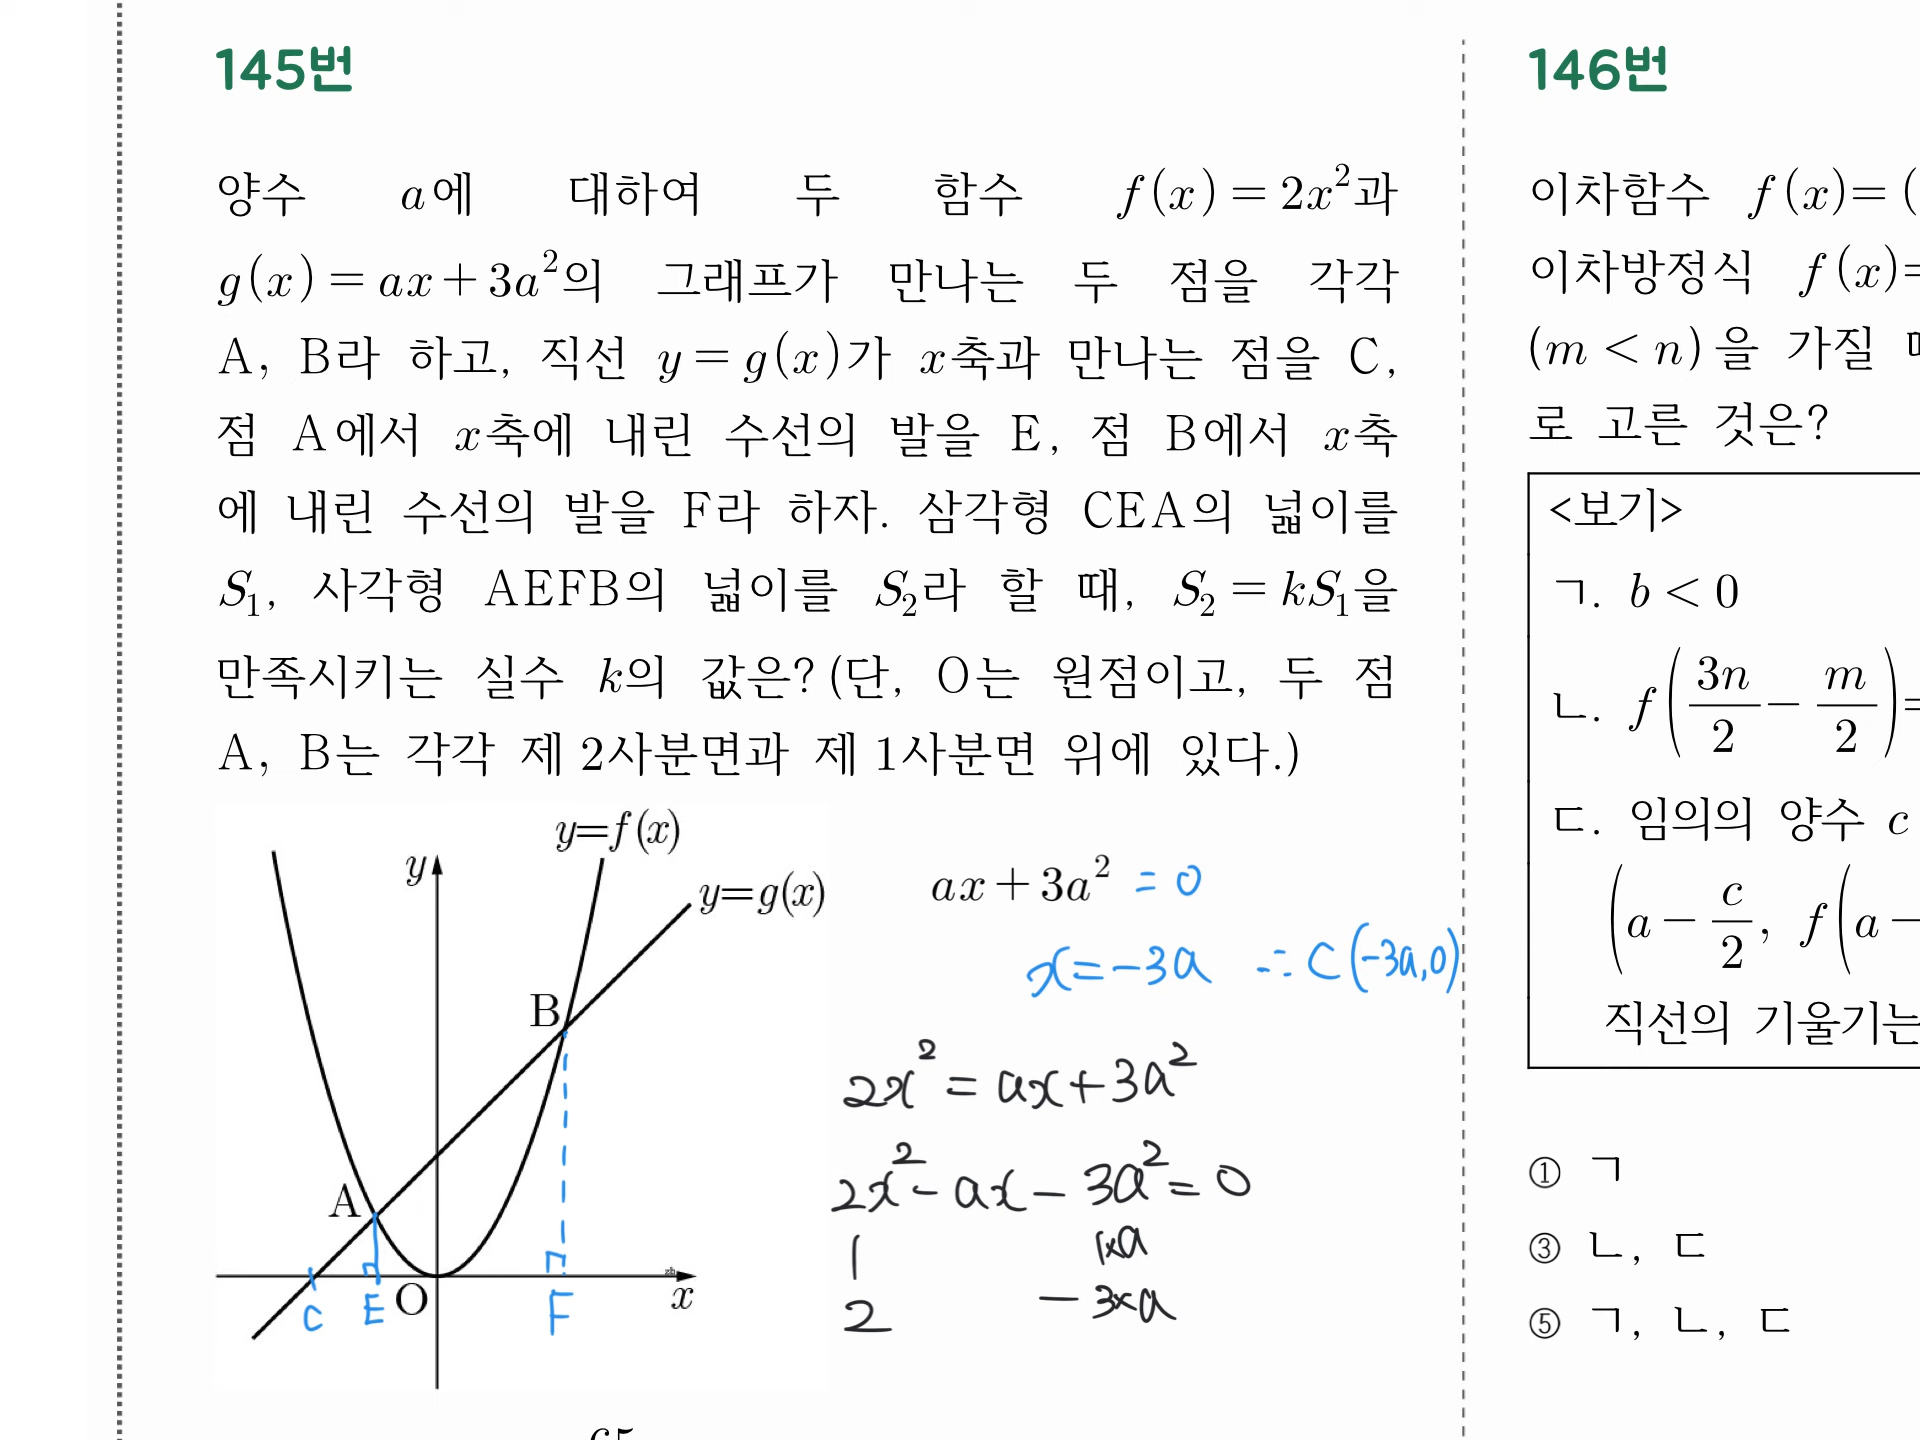 145번
양수 a에 대하여 두 함수 f(x) = 2x²과
g(x) = ax + 3a²의 그래프가 만나는 두 점을 각각
A, B라 하고, 직선 y = g(x)가 x축과 만나는 점을 C,
점 A에서 x축에 내린 수선의 발을 E, 점 B에서 x축
에 내린 수선의 발을 F라 하자. 삼각형 CEA의 넓이를
S₁, 사각형 AEFB의 넓이를 S₂라 할 때, S₂ = kS₁을
만족시키는 실수 k의 값은? (단, O는 원점이고, 두 점
A, B는 각각 제 2사분면과 제 1사분면 위에 있다.)
y=f(x)
y
y=g(x)
B
A
C E O F x
ax + 3a² = 0
x = -3a ∴ C(-3a, 0)
2x² = ax + 3a²
2x² - ax - 3a² = 0
1 1×a
2 - 3×a
146번
이차함수 f(x)= (
이차방정식 f(x)=
(m < n)을 가질
로 고른 것은?
<보기>
ㄱ. b < 0
ㄴ. f(3n/2 - m/2)=
ㄷ. 임의의 양수 c
(a - c/2, f(a -
직선의 기울기는
① ㄱ
③ ㄴ, ㄷ
⑤ ㄱ, ㄴ, ㄷ